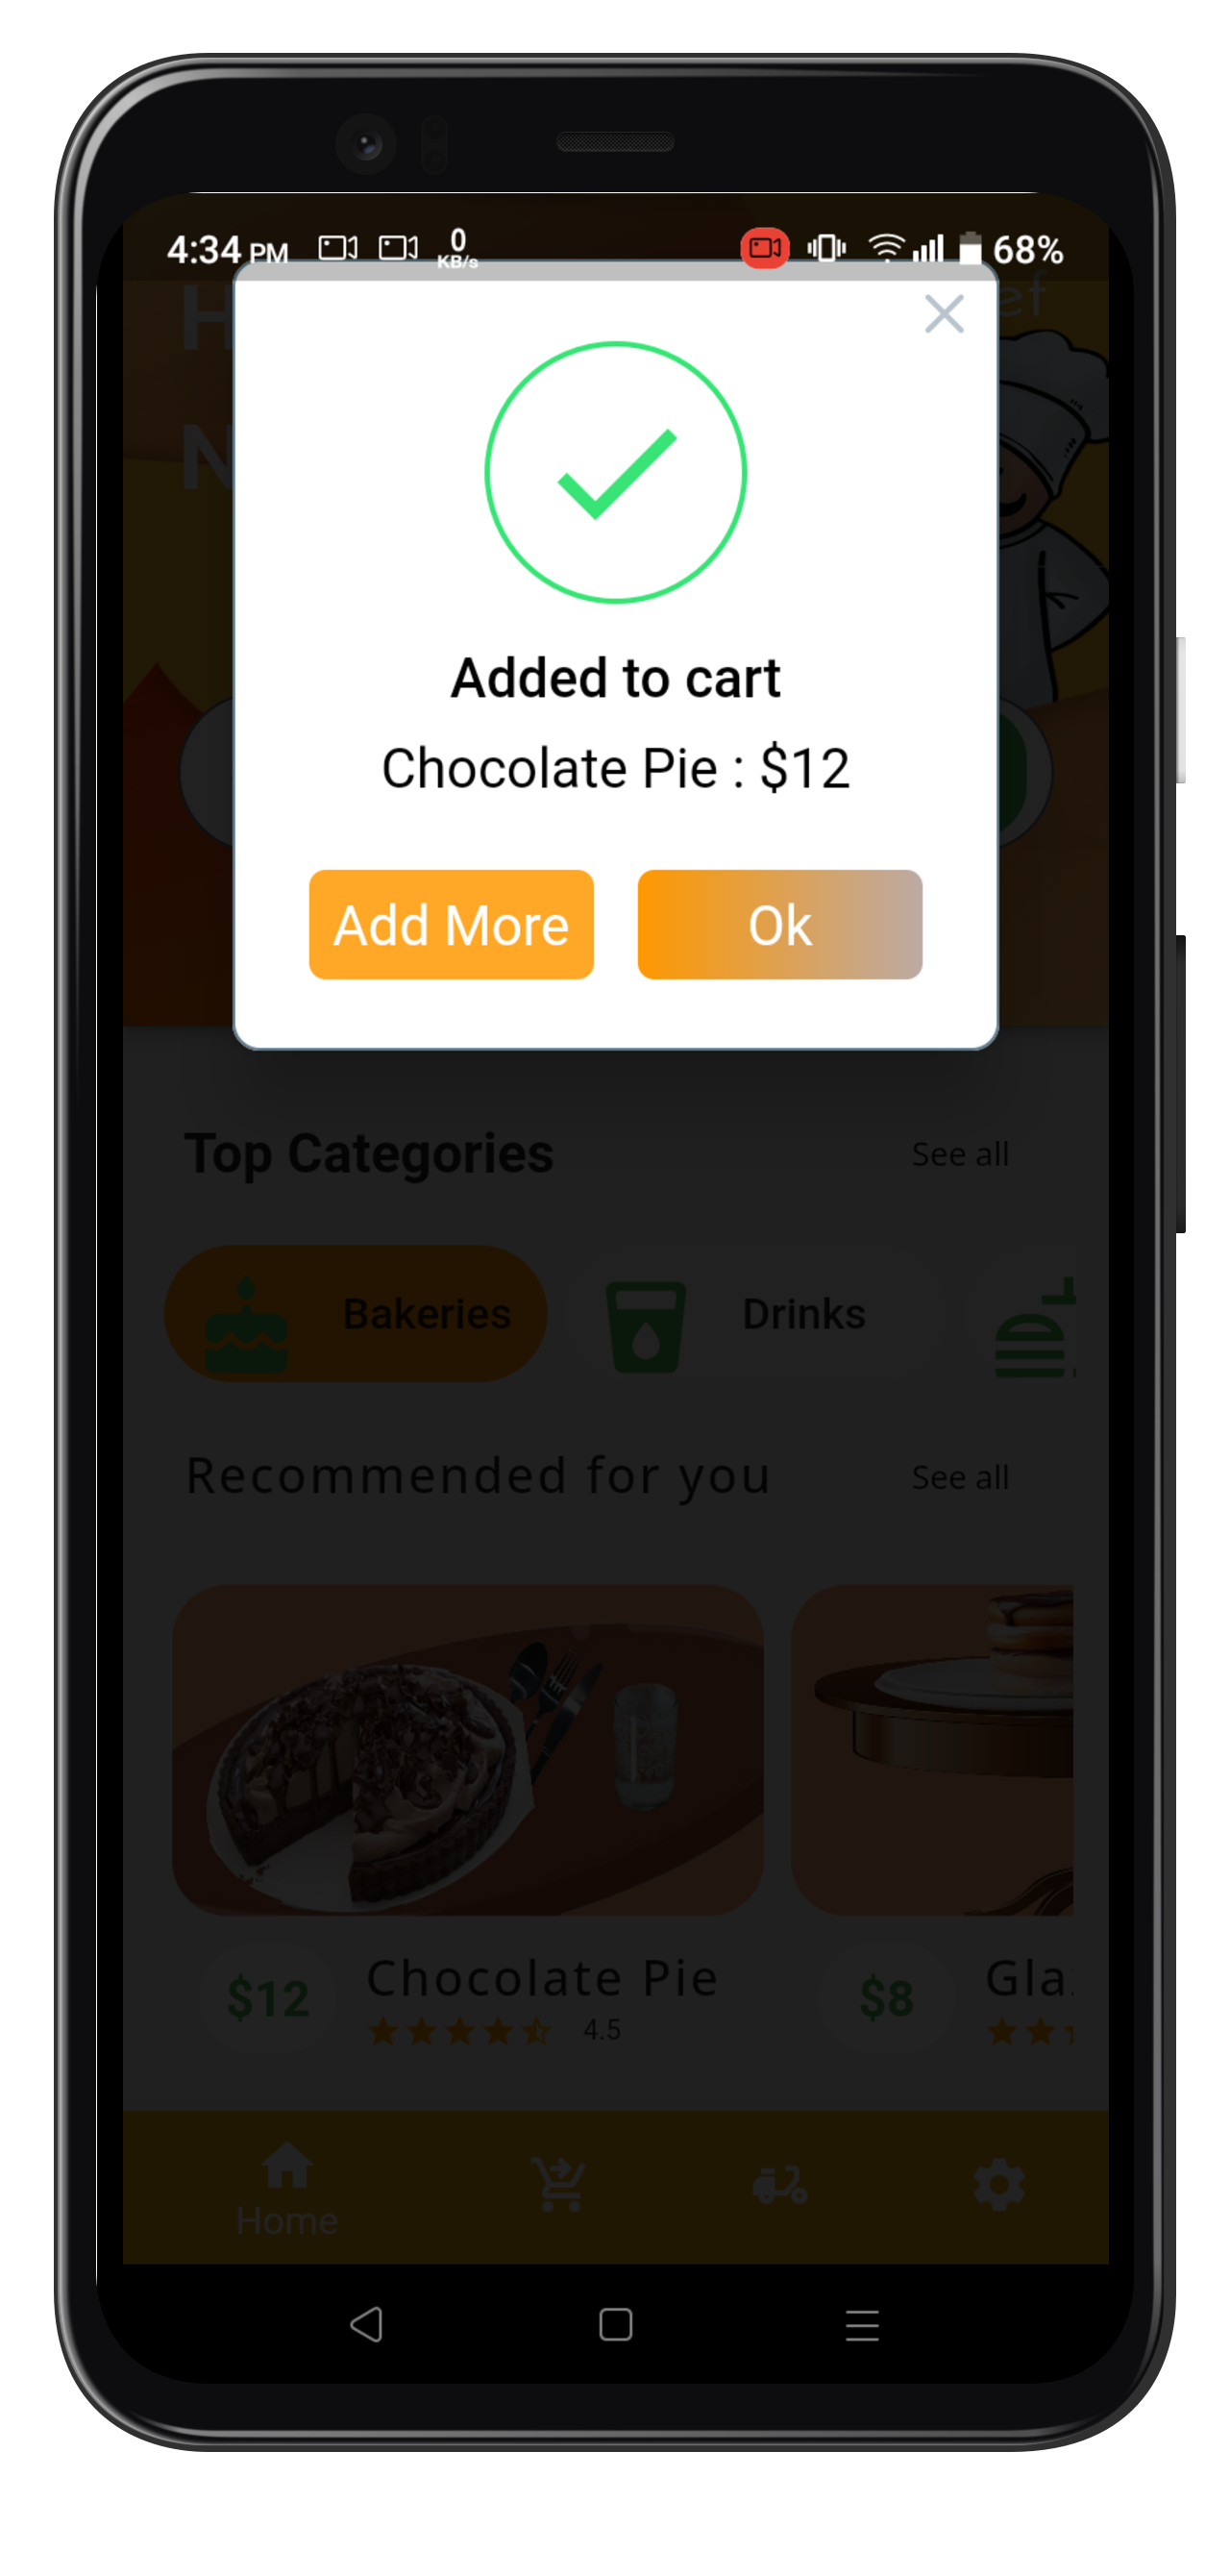 4:34 PM 0 KB/s 68%
ef
H
N
Added to cart
Chocolate Pie : $12
Add More Ok
Top Categories See all
Bakeries Drinks
Recommended for you See all
$12 Chocolate Pie $8 Gla
4.5
Home